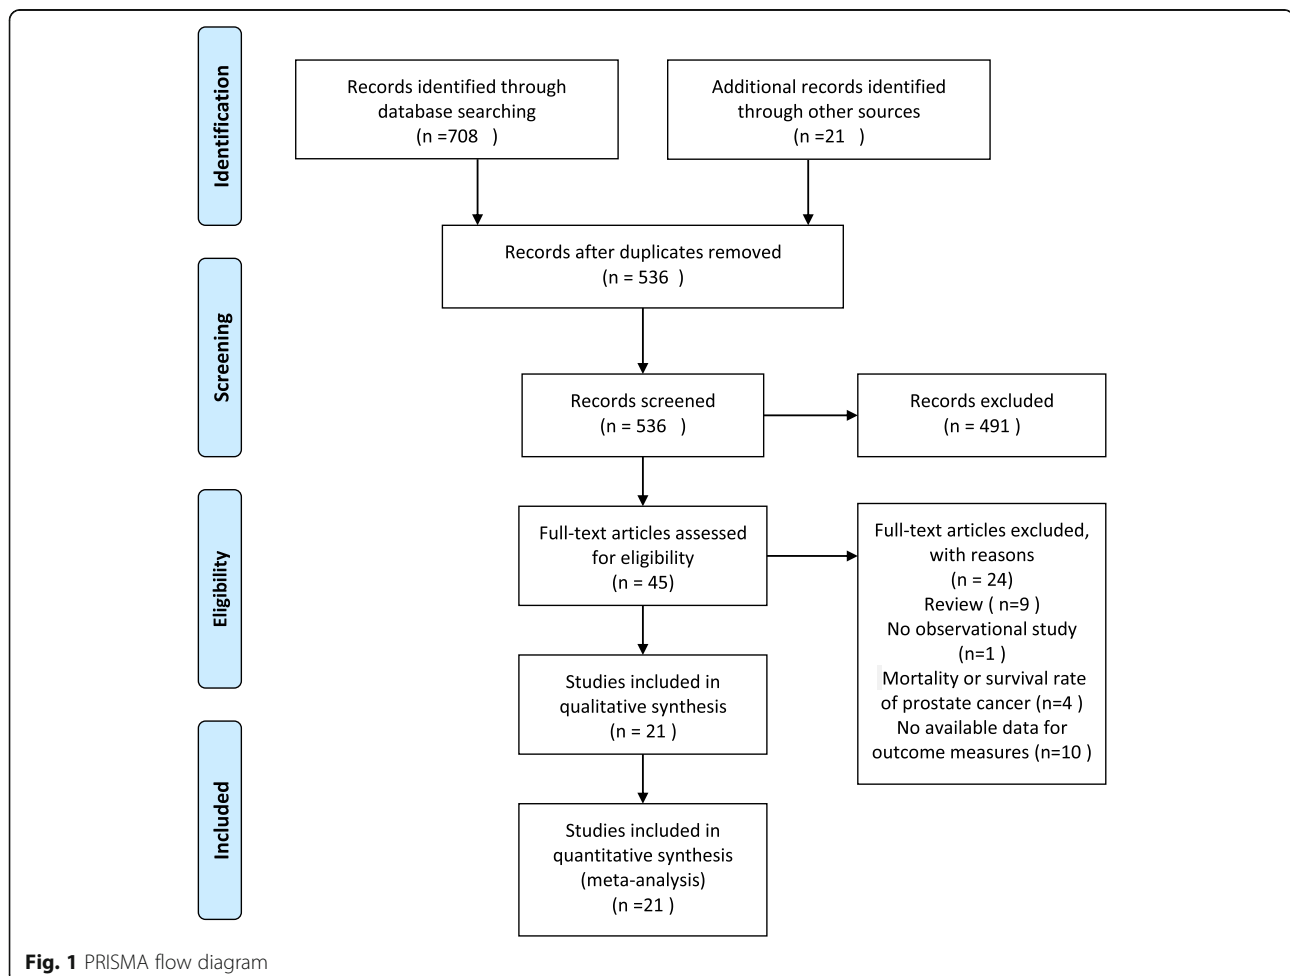 Identification
Records identified through
database searching
(n =708   )
Additional records identified
through other sources
(n =21   )
Records after duplicates removed
(n = 536  )
Screening
Records screened
(n = 536   )
Records excluded
(n = 491 )
Eligibility
Full-text articles assessed
for eligibility
(n = 45)
Full-text articles excluded,
with reasons
(n = 24)
Review ( n=9 )
No observational study
(n=1 )
Mortality or survival rate
of prostate cancer (n=4 )
No available data for
outcome measures (n=10 )
Studies included in
qualitative synthesis
(n = 21 )
Included
Studies included in
quantitative synthesis
(meta-analysis)
(n =21 )
Fig. 1 PRISMA flow diagram